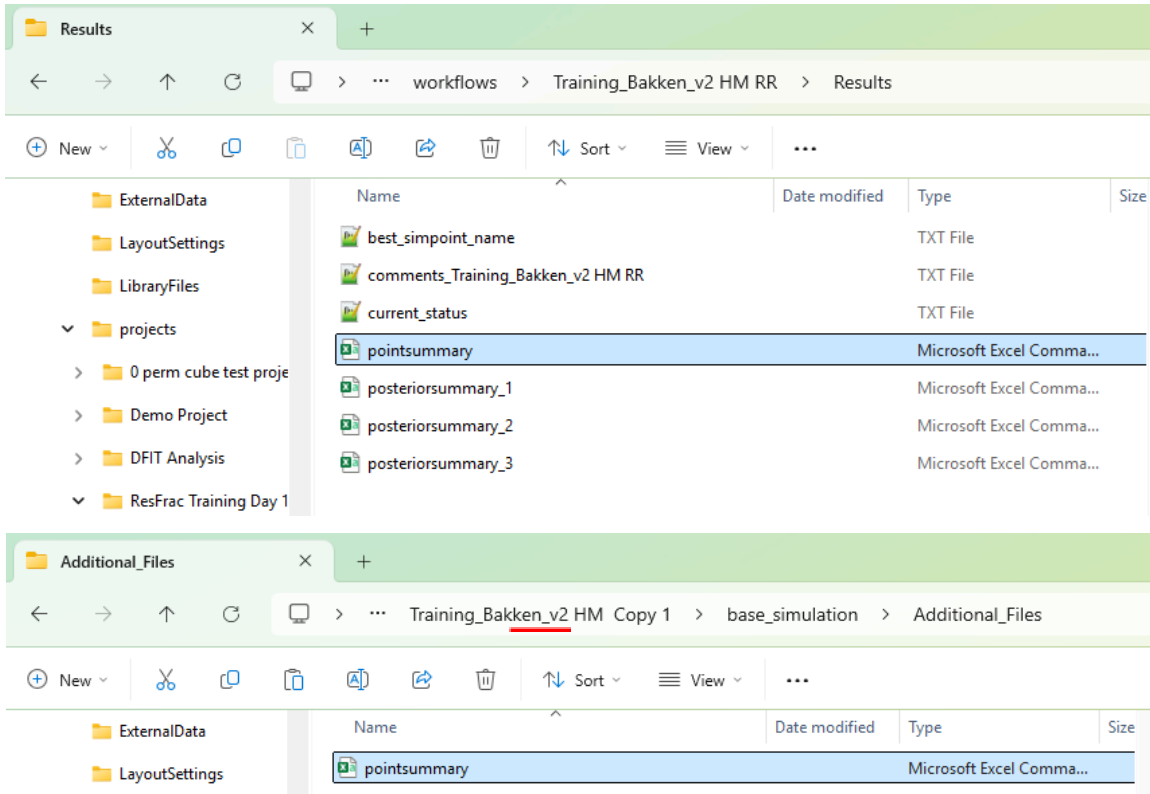 Results
workflows > Training_Bakken_v2 HM RR > Results
New Sort View
Name Date modified Type Size
ExternalData
LayoutSettings
LibraryFiles
projects
0 perm cube test proje
Demo Project
DFIT Analysis
ResFrac Training Day 1
best_simpoint_name TXT File
comments_Training_Bakken_v2 HM RR TXT File
current_status TXT File
pointsummary Microsoft Excel Comma...
posteriorsummary_1 Microsoft Excel Comma...
posteriorsummary_2 Microsoft Excel Comma...
posteriorsummary_3 Microsoft Excel Comma...
Additional_Files
Training_Bakken_v2 HM Copy 1 > base_simulation > Additional_Files
New Sort View
Name Date modified Type Size
ExternalData
LayoutSettings
pointsummary Microsoft Excel Comma...